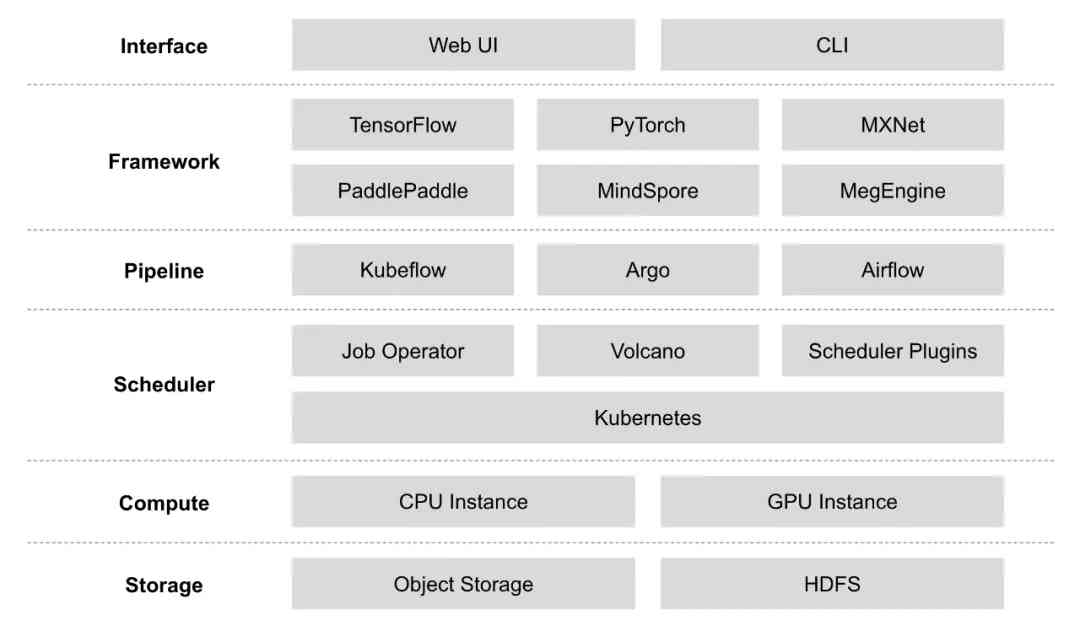 Interface
Web UI
CLI
Framework
TensorFlow
PyTorch
MXNet
PaddlePaddle
MindSpore
MegEngine
Pipeline
Kubeflow
Argo
Airflow
Scheduler
Job Operator
Volcano
Scheduler Plugins
Kubernetes
Compute
CPU Instance
GPU Instance
Storage
Object Storage
HDFS